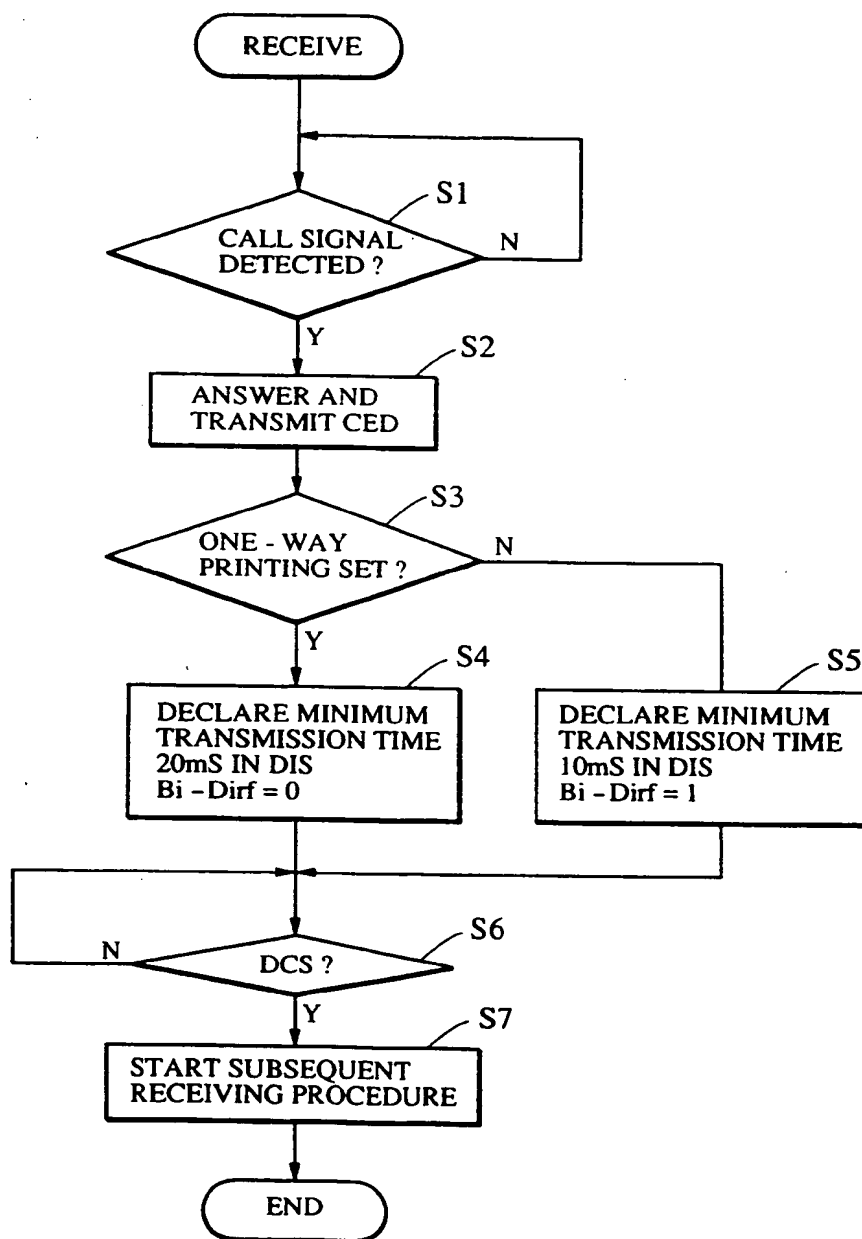 RECEIVE
S1
CALL SIGNAL
DETECTED ?
N
Y
S2
ANSWER AND
TRANSMIT CED
S3
ONE - WAY
PRINTING SET ?
N
Y
S4
DECLARE MINIMUM
TRANSMISSION TIME
20mS IN DIS
Bi - Dirf = 0
S5
DECLARE MINIMUM
TRANSMISSION TIME
10mS IN DIS
Bi - Dirf = 1
S6
DCS ?
N
Y
S7
START SUBSEQUENT
RECEIVING PROCEDURE
END